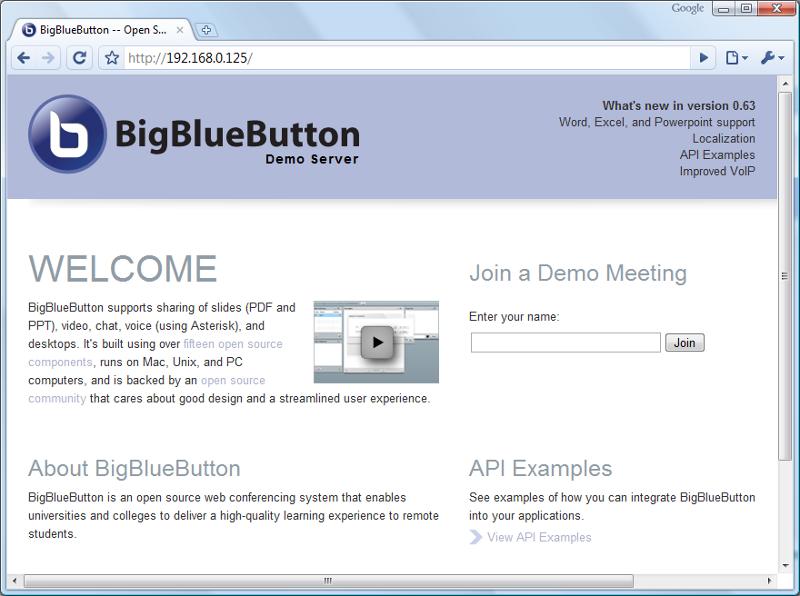 Google
BigBlueButton -- Open S...
http://192.168.0.125/
BigBlueButton
Demo Server
What's new in version 0.63
Word, Excel, and Powerpoint support
Localization
API Examples
Improved VoIP
WELCOME
BigBlueButton supports sharing of slides (PDF and
PPT), video, chat, voice (using Asterisk), and
desktops. It's built using over fifteen open source
components, runs on Mac, Unix, and PC
computers, and is backed by an open source
community that cares about good design and a streamlined user experience.
Join a Demo Meeting
Enter your name:
Join
About BigBlueButton
BigBlueButton is an open source web conferencing system that enables
universities and colleges to deliver a high-quality learning experience to remote
students.
API Examples
See examples of how you can integrate BigBlueButton
into your applications.
View API Examples